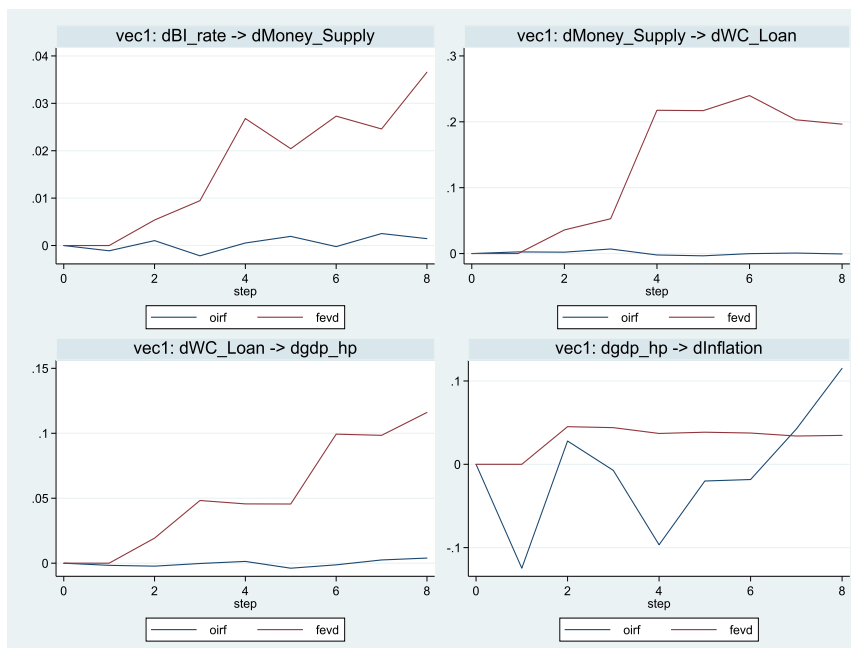 vec1: dBI_rate -> dMoney_Supply
.04
.03
.02
.01
0
0 2 4 6 8
step
oirf fevd
vec1: dMoney_Supply -> dWC_Loan
.3
.2
.1
0
0 2 4 6 8
step
oirf fevd
vec1: dWC_Loan -> dgdp_hp
.15
.1
.05
0
0 2 4 6 8
step
oirf fevd
vec1: dgdp_hp -> dInflation
.1
0
-.1
0 2 4 6 8
step
oirf fevd